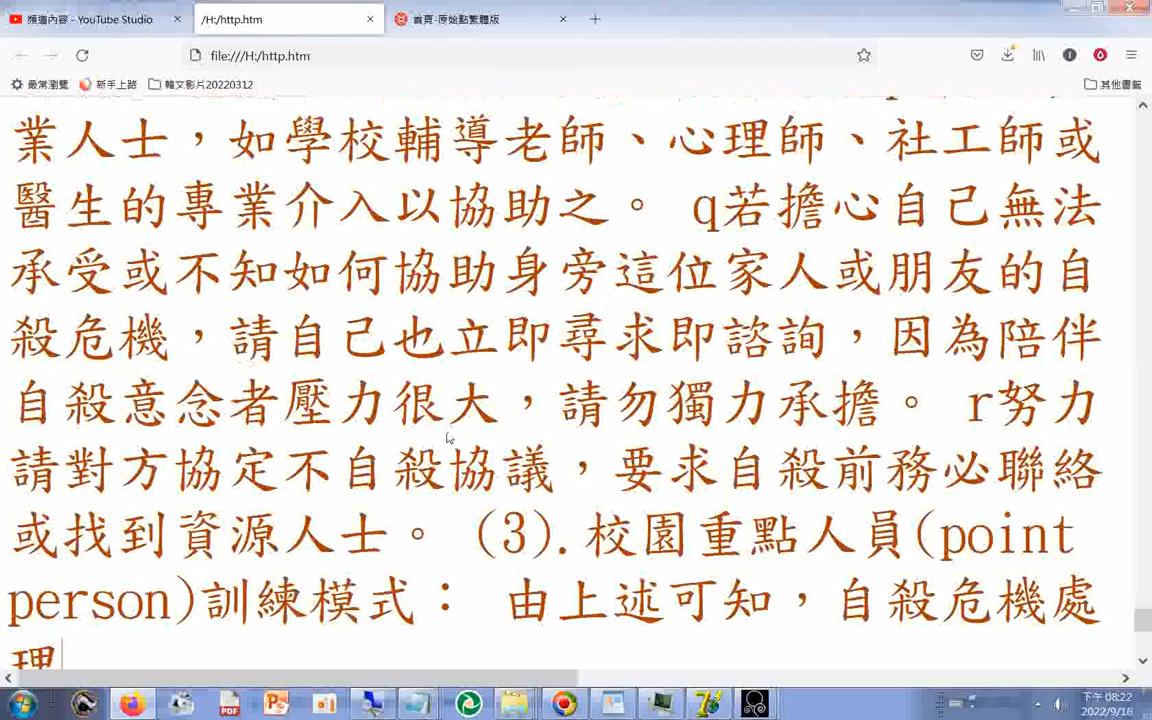 頻道內容 - YouTube Studio
/H:/http.htm
首頁-原始點繁體版
file:///H:/http.htm
最常瀏覽
新手上路
韓文影片20220312
其他書籤
業人士，如學校輔導老師、心理師、社工師或
醫生的專業介入以協助之。 q若擔心自己無法
承受或不知如何協助身旁這位家人或朋友的自
殺危機，請自己也立即尋求即諮詢，因為陪伴
自殺意念者壓力很大，請勿獨力承擔。 r努力
請對方協定不自殺協議，要求自殺前務必聯絡
或找到資源人士。 (3).校園重點人員(point
person)訓練模式： 由上述可知，自殺危機處
理
下午 08:22
2022/9/16